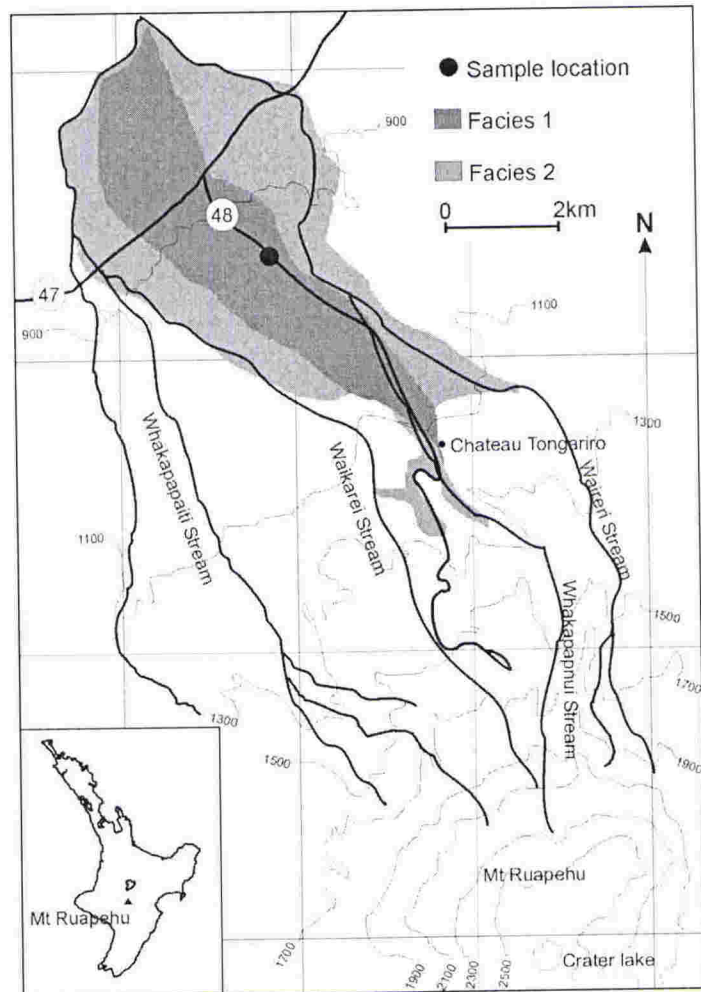 Sample location
Facies 1
Facies 2
0 2km
N
900
900
48
47
1100
1300
Chateau Tongariro
Whakapapaiti Stream
Waikarei Stream
Waireri Stream
Whakapapnui Stream
1100
1500
1700
1900
1300
1500
Mt Ruapehu
Mt Ruapehu
1700
1900
2100
2300
2500
Crater lake